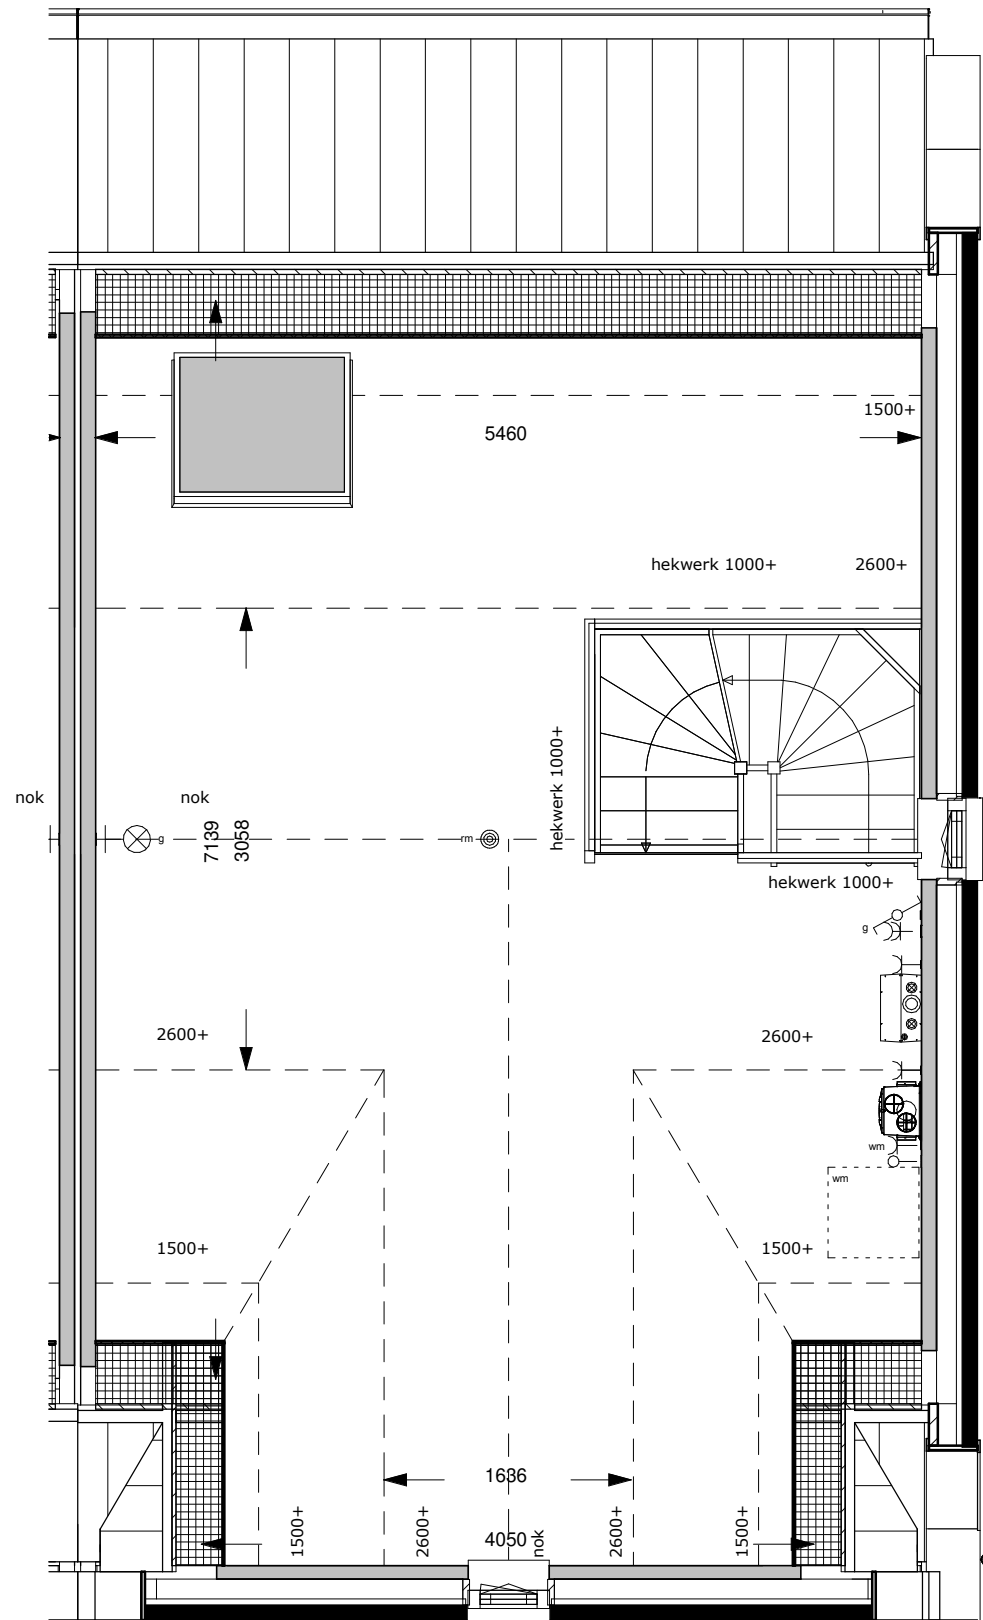 1500+
5460
hekwerk 1000+ 2600+
hekwerk 1000+
nok nok
7139
3058
g rm
hekwerk 1000+
g
2600+ 2600+
wm
wm
1500+ 1500+
1636
1500+ 2600+ 4050 nok 2600+ 1500+